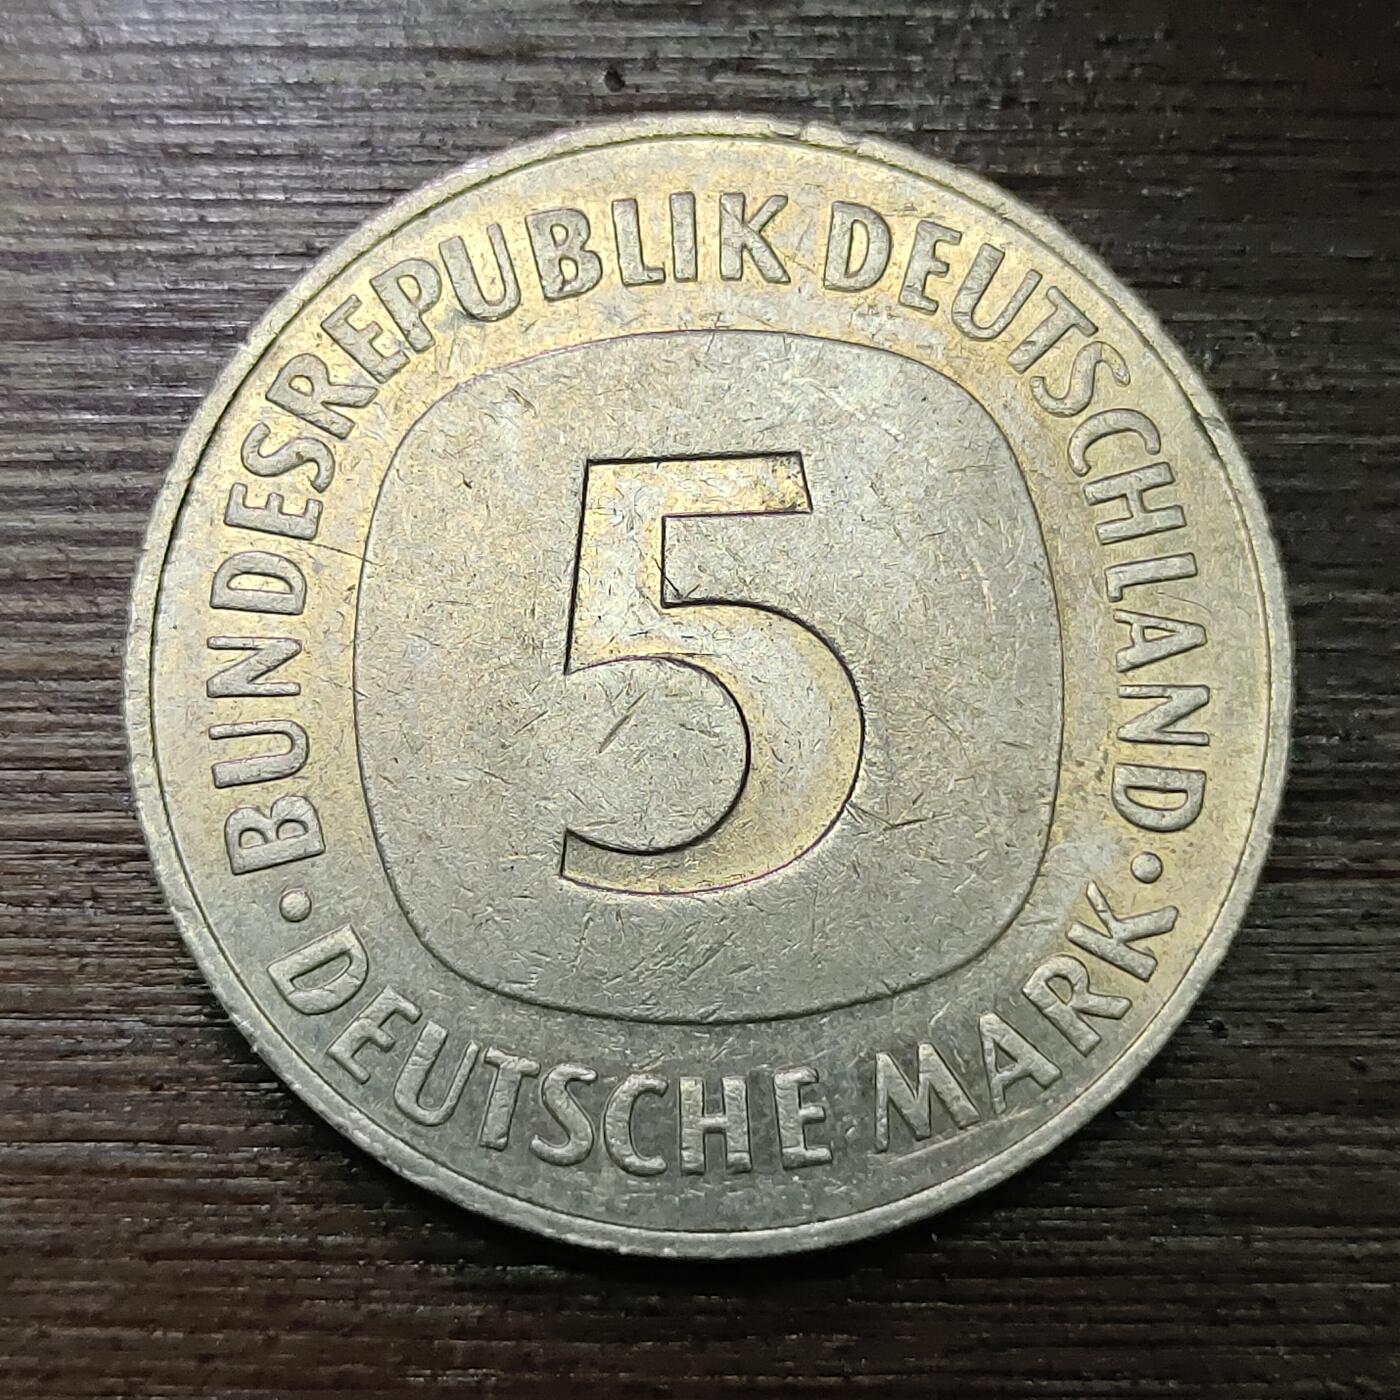 · BUNDESREPUBLIK DEUTSCHLAND ·
5
DEUTSCHE MARK